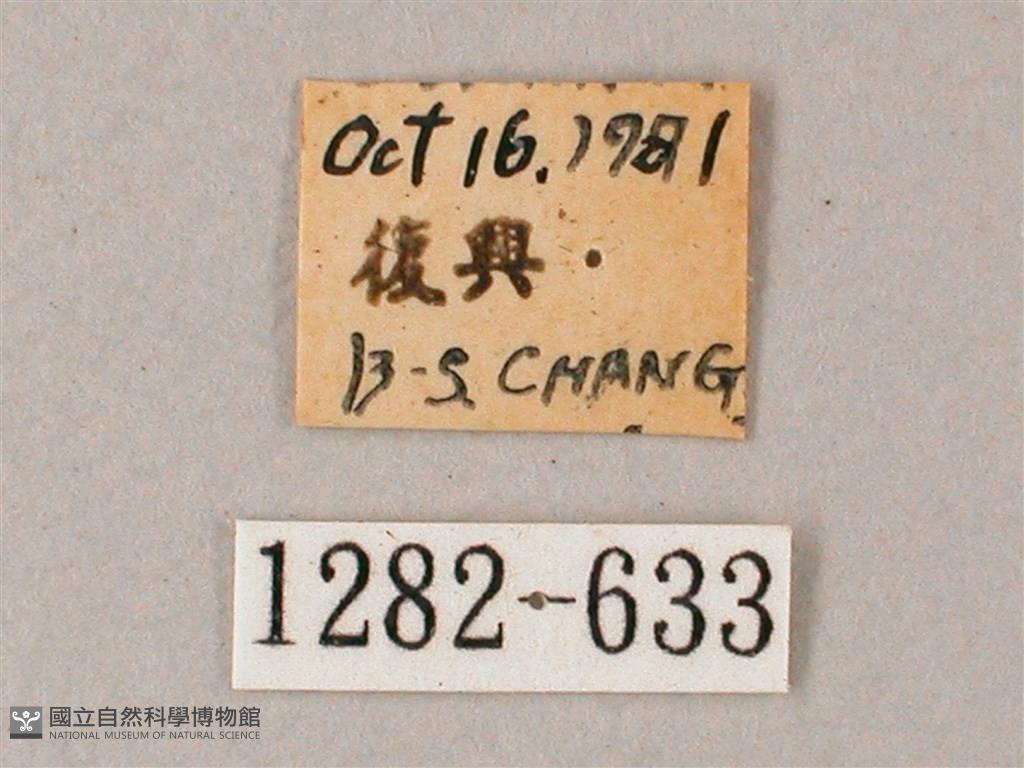 Oct 16. 1981
復興
B-S. CHANG
1282-633
國立自然科學博物館
NATIONAL MUSEUM OF NATURAL SCIENCE